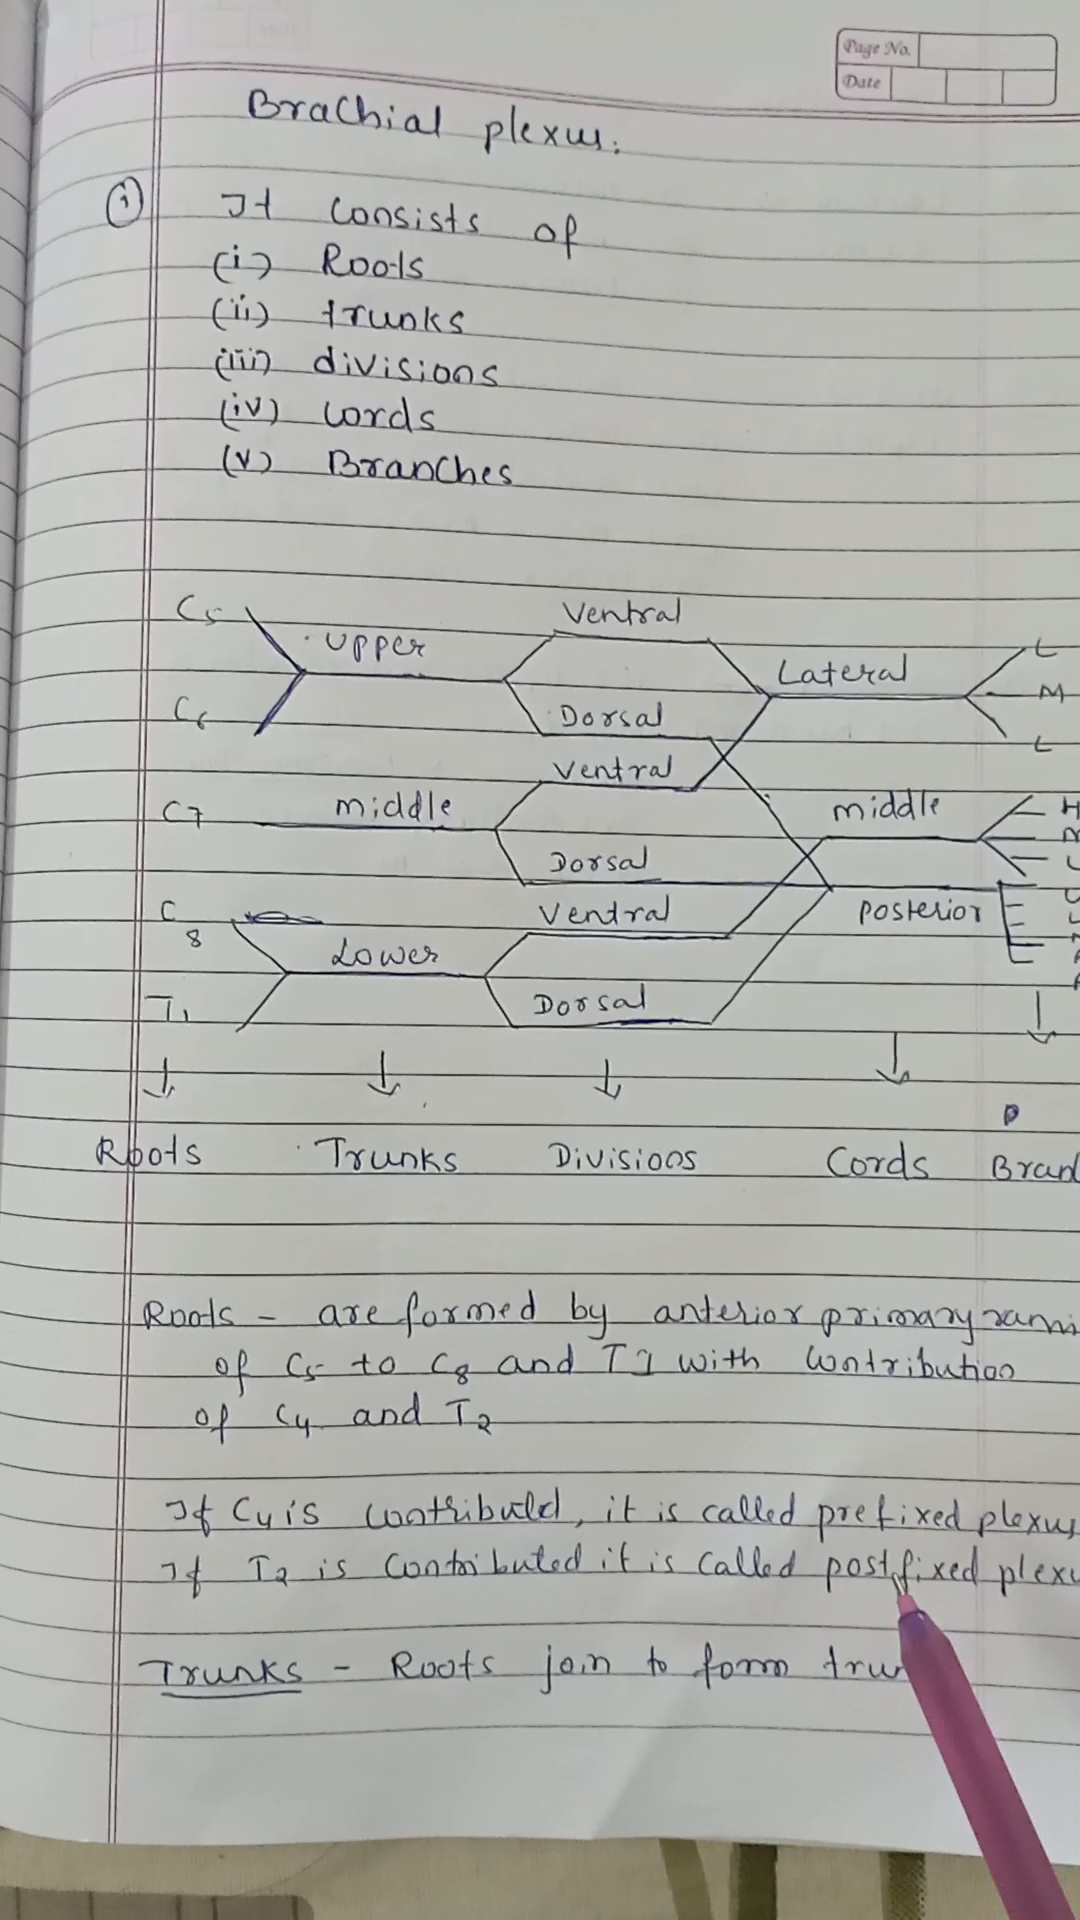 Page No.
Date
Brachial plexus.
(i) It consists of
(i) Roots
(ii) trunks
(iii) divisions
(iv) Cords
(v) Branches
C5 Upper Ventral Lateral L
M
C6 Dorsal L
Ventral
C7 middle middle H
M
Dorsal
C8 Ventral Posterior
Lower
T1 Dorsal
Roots Trunks Divisions Cords Bran
Roots - are formed by anterior primary rami
of C5 to C8 and T1 with contribution
of C4 and T2
If C4 is contributed, it is called prefixed plexus
If T2 is contributed it is called postfixed plexu
Trunks - Roots join to form trun